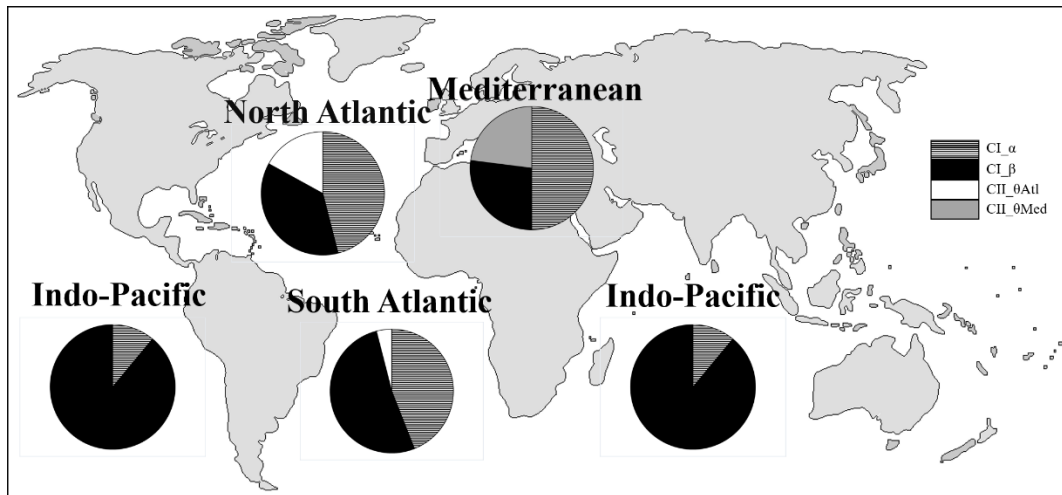 Mediterranean
North Atlantic
CI_α
CI_β
CII_θAtl
CII_θMed
Indo-Pacific
South Atlantic
Indo-Pacific